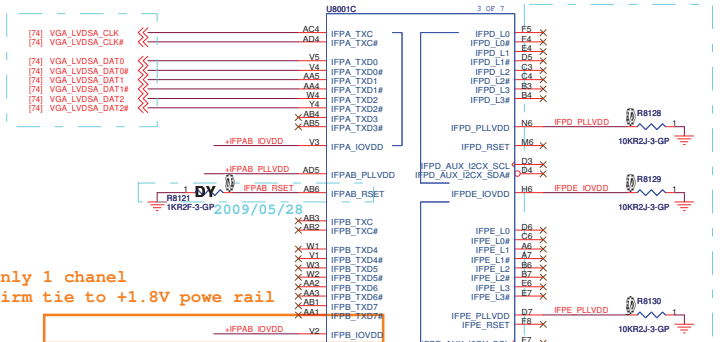 U8001C 3 OF 7
[74] VGA_LVDSA_CLK AC4 IFPA_TXC IFPD_L0 F5
[74] VGA_LVDSA_CLK# AD4 IFPA_TXC# IFPD_L0# F4
IFPD_L1 E4
[74] VGA_LVDSA_DAT0 V5 IFPA_TXD0 IFPD_L1# D5
[74] VGA_LVDSA_DAT0# V4 IFPA_TXD0# IFPD_L2 C3
[74] VGA_LVDSA_DAT1 AA5 IFPA_TXD1 IFPD_L2# C4
[74] VGA_LVDSA_DAT1# AA4 IFPA_TXD1# IFPD_L3 B3
[74] VGA_LVDSA_DAT2 W4 IFPA_TXD2 IFPD_L3# B4
[74] VGA_LVDSA_DAT2# Y4 IFPA_TXD2#
AB4 IFPA_TXD3
AB5 IFPA_TXD3# IFPD_PLLVDD N6 IFPD_PLLVDD R8128 1
10KR2J-3-GP
+IFPAB_IOVDD V3 IFPA_IOVDD IFPD_RSET M6
IFPD_AUX_I2CX_SCL D3
+IFPAB_PLLVDD AD5 IFPAB_PLLVDD IFPD_AUX_I2CX_SDA# D4
R8121 1 DY IFPAB_RSET AB6 IFPAB_RSET IFPDE_IOVDD H6 IFPDE_IOVDD R8129 1
1KR2F-3-GP 10KR2J-3-GP
2009/05/28
AB3 IFPB_TXC
AB2 IFPB_TXC# IFPE_L0 D6
IFPE_L0# C6
W1 IFPB_TXD4 IFPE_L1 A6
V1 IFPB_TXD4# IFPE_L1# A7
W3 IFPB_TXD5 IFPE_L2 B6
W2 IFPB_TXD5# IFPE_L2# B7
AA2 IFPB_TXD6 IFPE_L3 E6
AA3 IFPB_TXD6# IFPE_L3# E7
AB1 IFPB_TXD7
AA1 IFPB_TXD7# IFPE_PLLVDD D7 IFPE_PLLVDD R8130 1
IFPE_RSET F8
10KR2J-3-GP
nly 1 chanel
irm tie to +1.8V powe rail
+IFPAB_IOVDD V2 IFPB_IOVDD